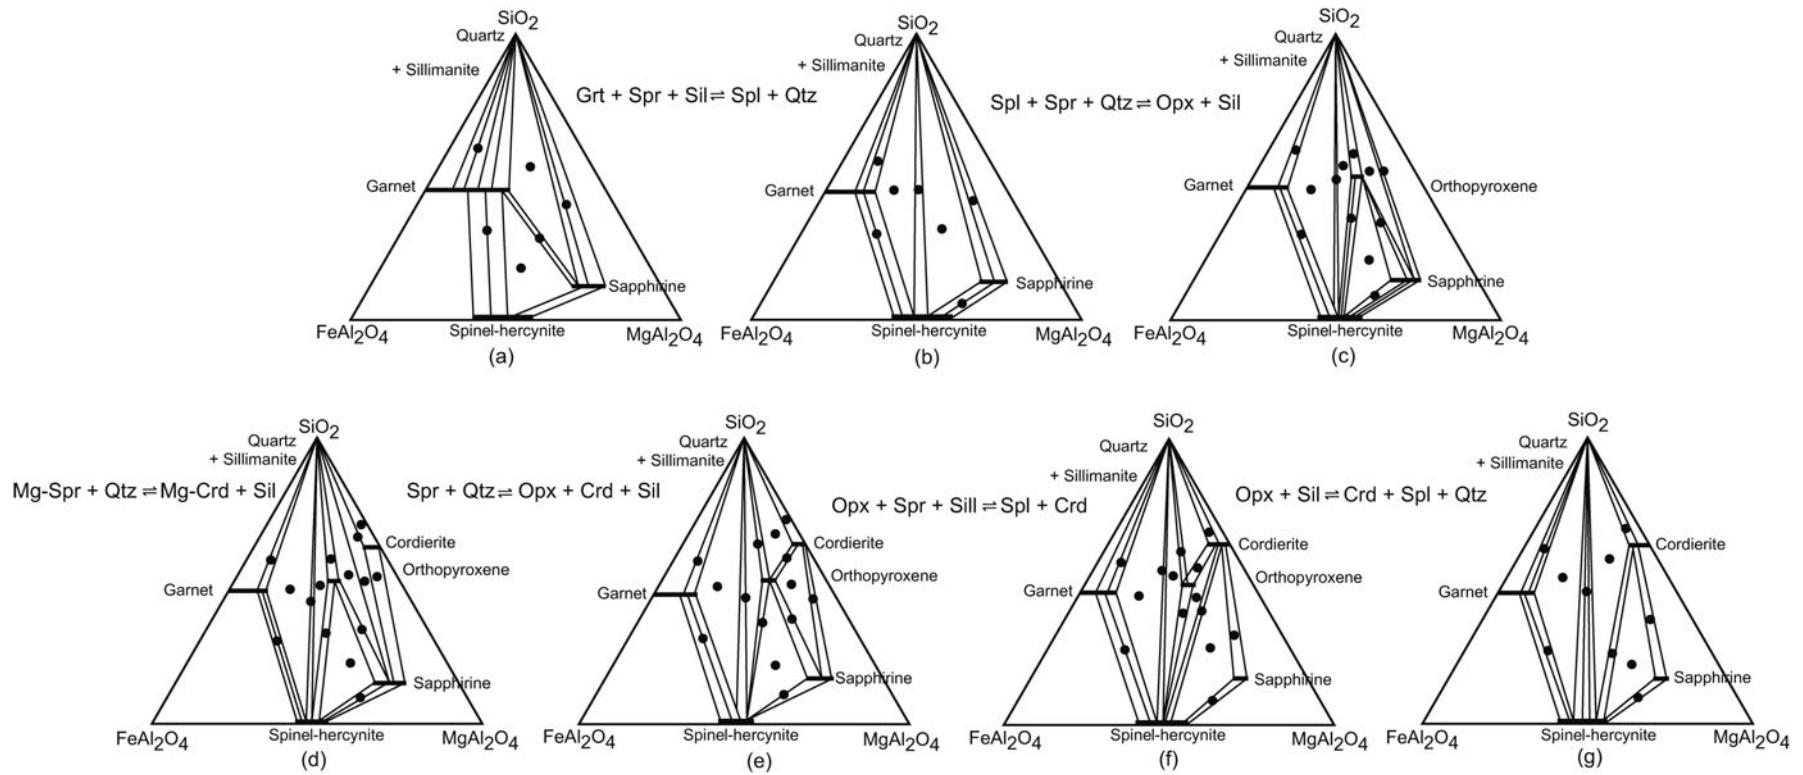 SiO2
Quartz
+ Sillimanite
Garnet
Sapphirine
FeAl2O4
Spinel-hercynite
MgAl2O4
(a)
Grt + Spr + Sil⇌ Spl + Qtz
SiO2
Quartz
+ Sillimanite
Garnet
Sapphirine
FeAl2O4
Spinel-hercynite
MgAl2O4
(b)
Spl + Spr + Qtz⇌ Opx + Sil
SiO2
Quartz
+ Sillimanite
Garnet
Orthopyroxene
Sapphirine
FeAl2O4
Spinel-hercynite
MgAl2O4
(c)
Mg-Spr + Qtz ⇌ Mg-Crd + Sil
SiO2
Quartz
+ Sillimanite
Cordierite
Orthopyroxene
Garnet
Sapphirine
FeAl2O4
Spinel-hercynite
MgAl2O4
(d)
Spr + Qtz⇌ Opx + Crd + Sil
SiO2
Quartz
+ Sillimanite
Cordierite
Orthopyroxene
Garnet
Sapphirine
FeAl2O4
Spinel-hercynite
MgAl2O4
(e)
Opx + Spr + Sill ⇌ Spl + Crd
SiO2
Quartz
+ Sillimanite
Cordierite
Orthopyroxene
Garnet
Sapphirine
FeAl2O4
Spinel-hercynite
MgAl2O4
(f)
Opx + Sil⇌ Crd + Spl + Qtz
SiO2
Quartz
+ Sillimanite
Cordierite
Garnet
Sapphirine
FeAl2O4
Spinel-hercynite
MgAl2O4
(g)